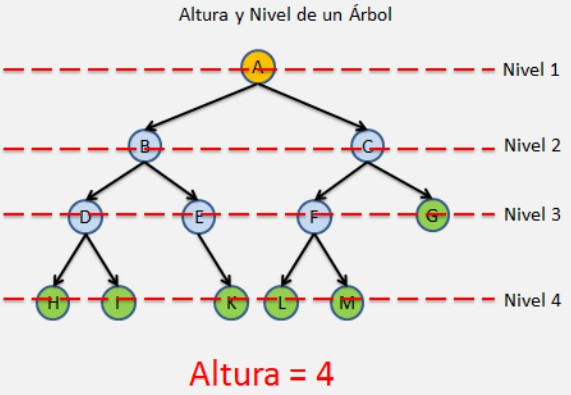 Altura y Nivel de un Árbol
A
Nivel 1
B
C
Nivel 2
D
E
F
G
Nivel 3
H
I
K
L
M
Nivel 4
Altura = 4